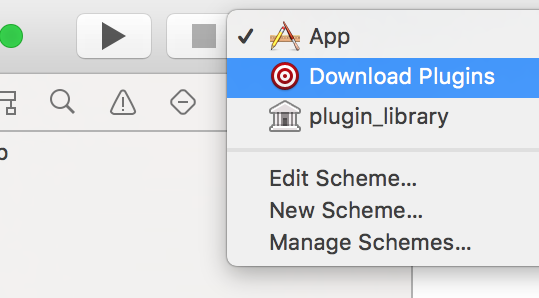 App
Download Plugins
plugin_library
Edit Scheme...
New Scheme...
Manage Schemes...